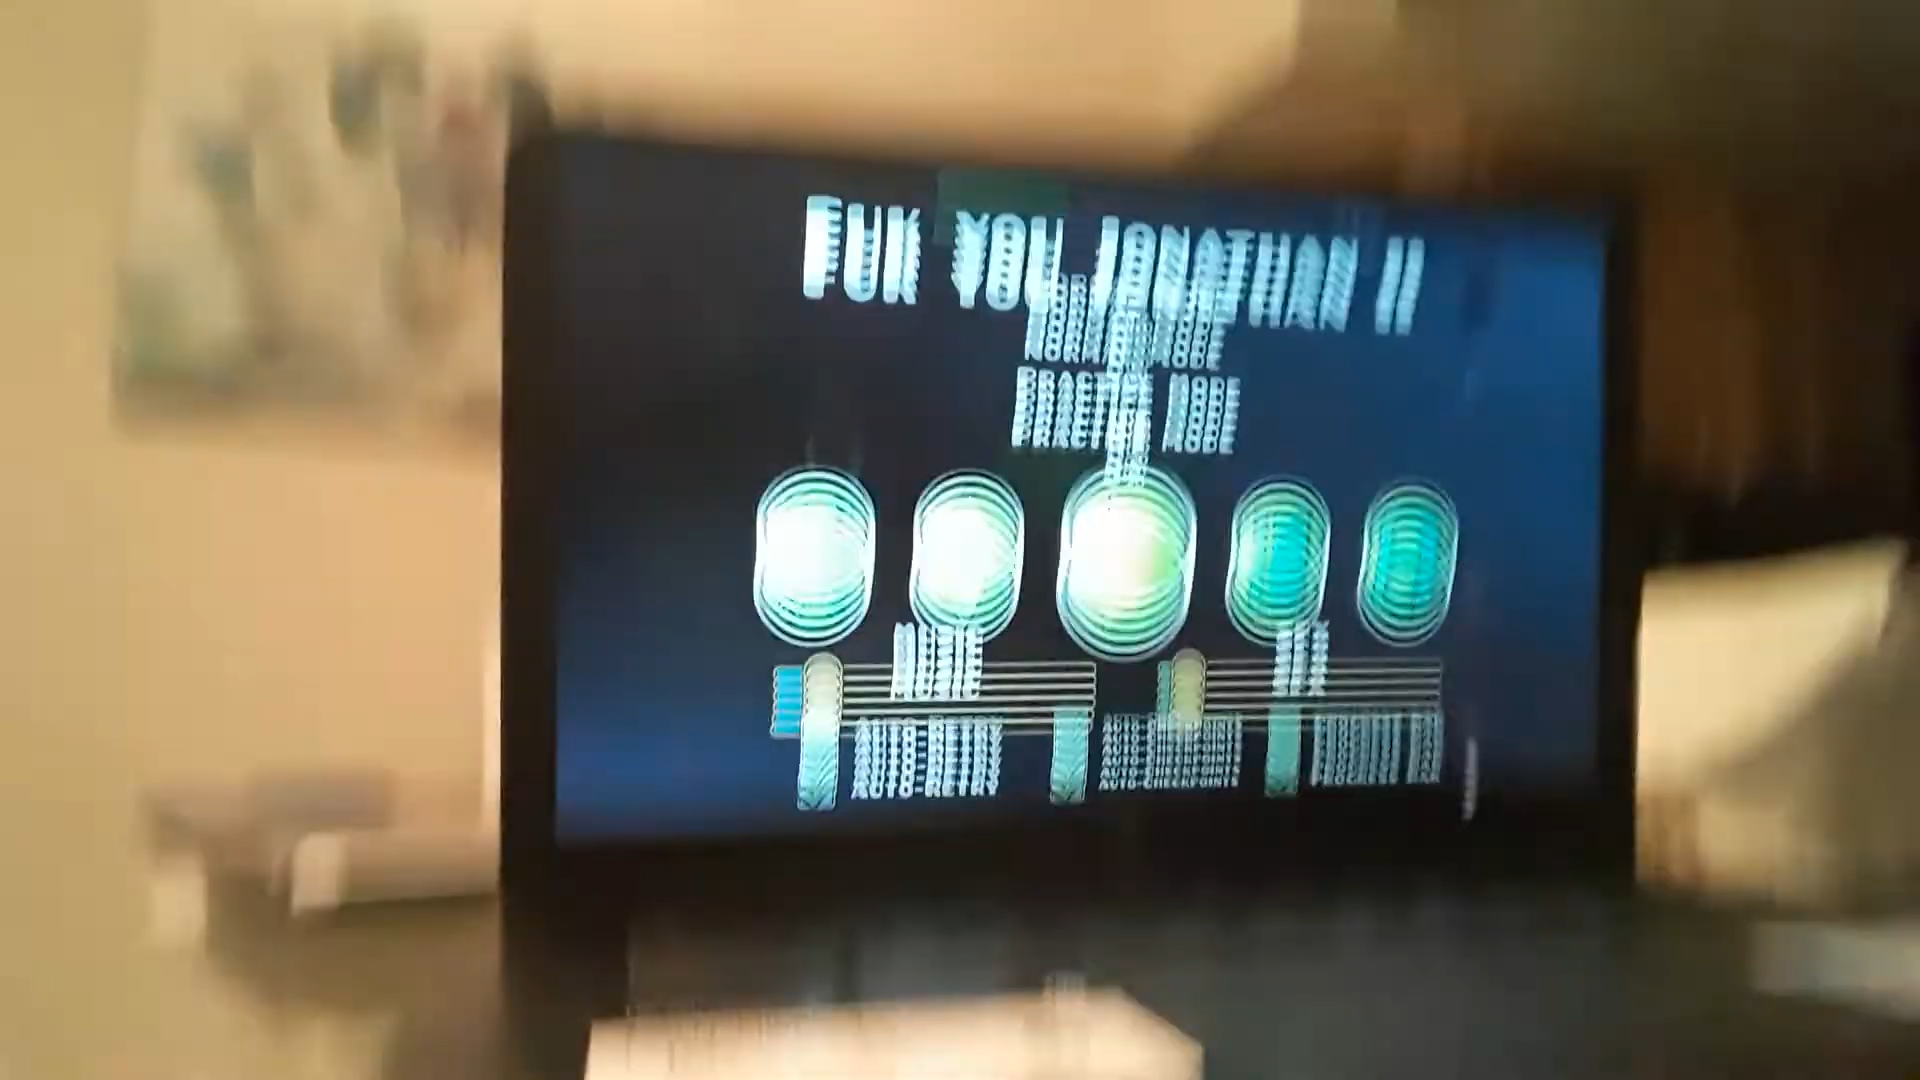 FUK YOU JONATHAN II
NORMAL MODE
PRACTICE MODE
MUSIC SFX
AUTO-RETRY AUTO-CHECKPOINTS PROGRESS BAR